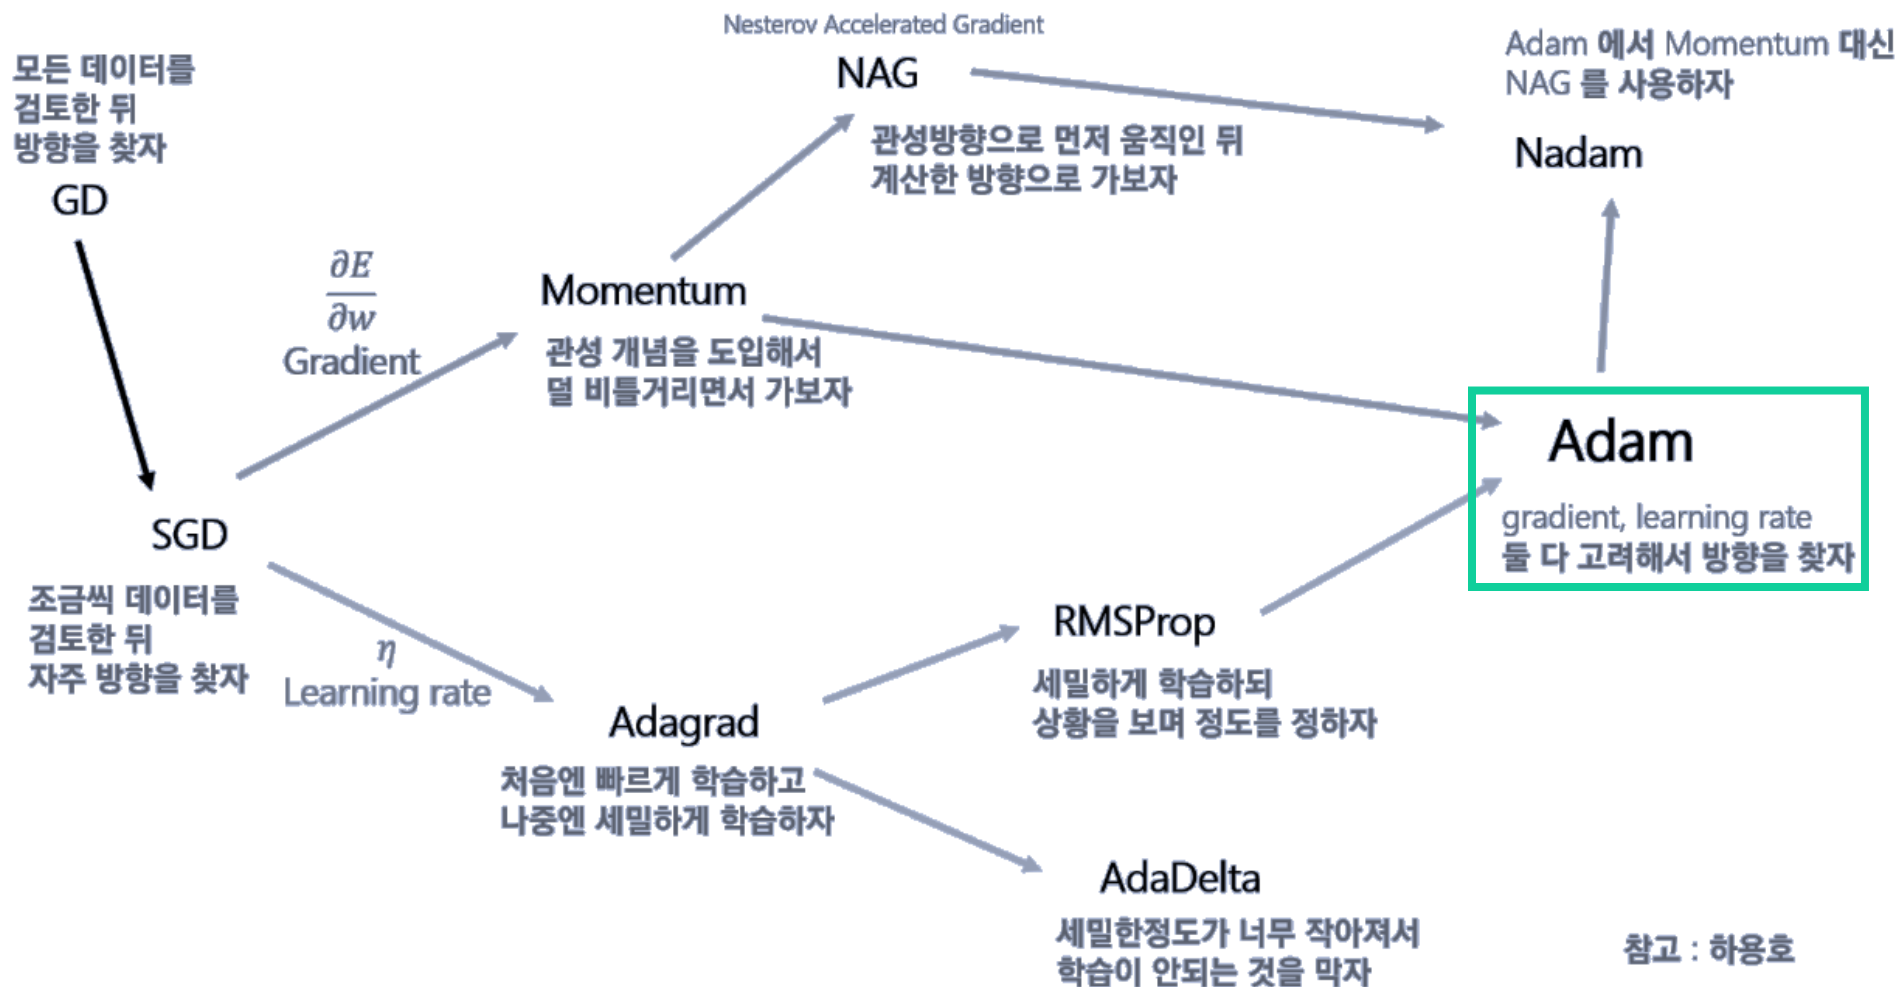 모든 데이터를
검토한 뒤
방향을 찾자
GD
∂E
∂w
Gradient
SGD
조금씩 데이터를
검토한 뒤
자주 방향을 찾자
η
Learning rate
Nesterov Accelerated Gradient
NAG
관성방향으로 먼저 움직인 뒤
계산한 방향으로 가보자
Momentum
관성 개념을 도입해서
덜 비틀거리면서 가보자
Adagrad
처음엔 빠르게 학습하고
나중엔 세밀하게 학습하자
RMSProp
세밀하게 학습하되
상황을 보며 정도를 정하자
AdaDelta
세밀한정도가 너무 작아져서
학습이 안되는 것을 막자
Adam 에서 Momentum 대신
NAG 를 사용하자
Nadam
Adam
gradient, learning rate
둘 다 고려해서 방향을 찾자
참고 : 하용호